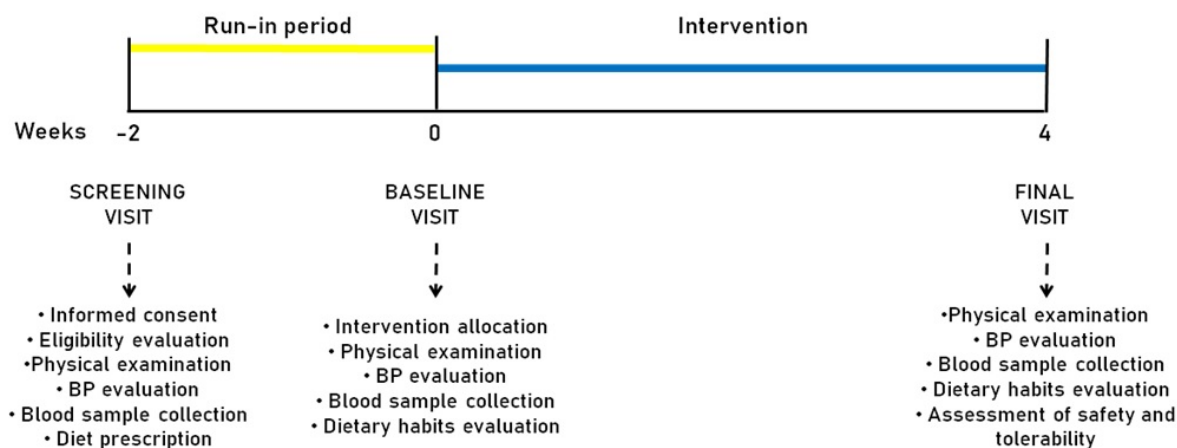 Run-in period
Intervention
Weeks -2 0 4
SCREENING
VISIT
• Informed consent
• Eligibility evaluation
•Physical examination
• BP evaluation
• Blood sample collection
• Diet prescription
BASELINE
VISIT
• Intervention allocation
• Physical examination
• BP evaluation
• Blood sample collection
• Dietary habits evaluation
FINAL
VISIT
•Physical examination
• BP evaluation
• Blood sample collection
• Dietary habits evaluation
• Assessment of safety and
tolerability